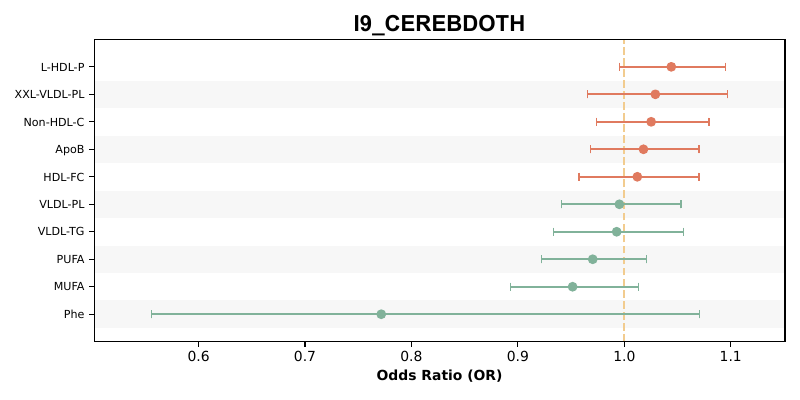 I9_CEREBDOTH
L-HDL-P
XXL-VLDL-PL
Non-HDL-C
ApoB
HDL-FC
VLDL-PL
VLDL-TG
PUFA
MUFA
Phe
0.6 0.7 0.8 0.9 1.0 1.1
Odds Ratio (OR)